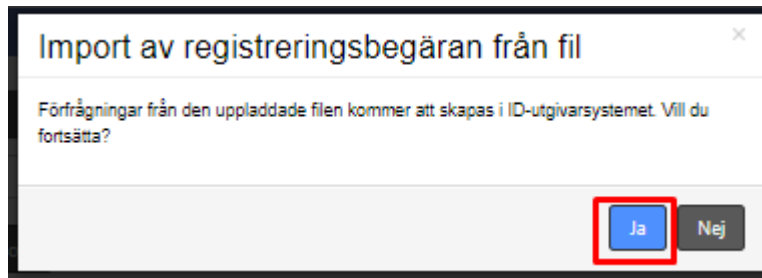 Import av registreringsbegäran från fil
×
Förfrågningar från den uppladdade filen kommer att skapas i ID-utgivarsystemet. Vill du
fortsätta?
Ja Nej